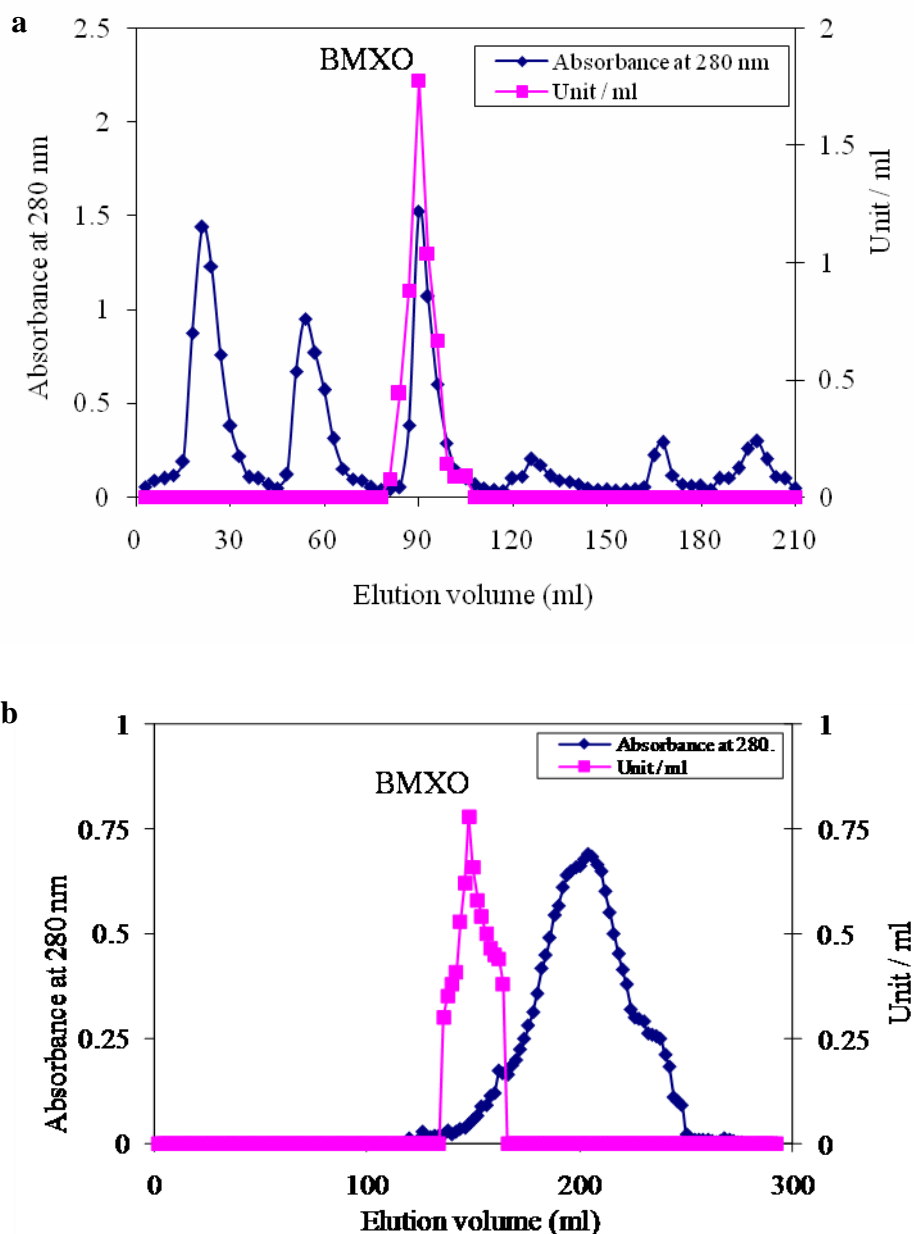 a
BMXO
Absorbance at 280 nm
Unit / ml
2.5
2
1.5
1
0.5
0
2
1.5
1
0.5
0
Absorbance at 280 nm
Unit / ml
0
30
60
90
120
150
180
210
Elution volume (ml)
b
BMXO
Absorbance at 280.
Unit/ml
1
0.75
0.5
0.25
0
1
0.75
0.5
0.25
0
Absorbance at 280 nm
Unit / ml
0
100
200
300
Elution volume (ml)